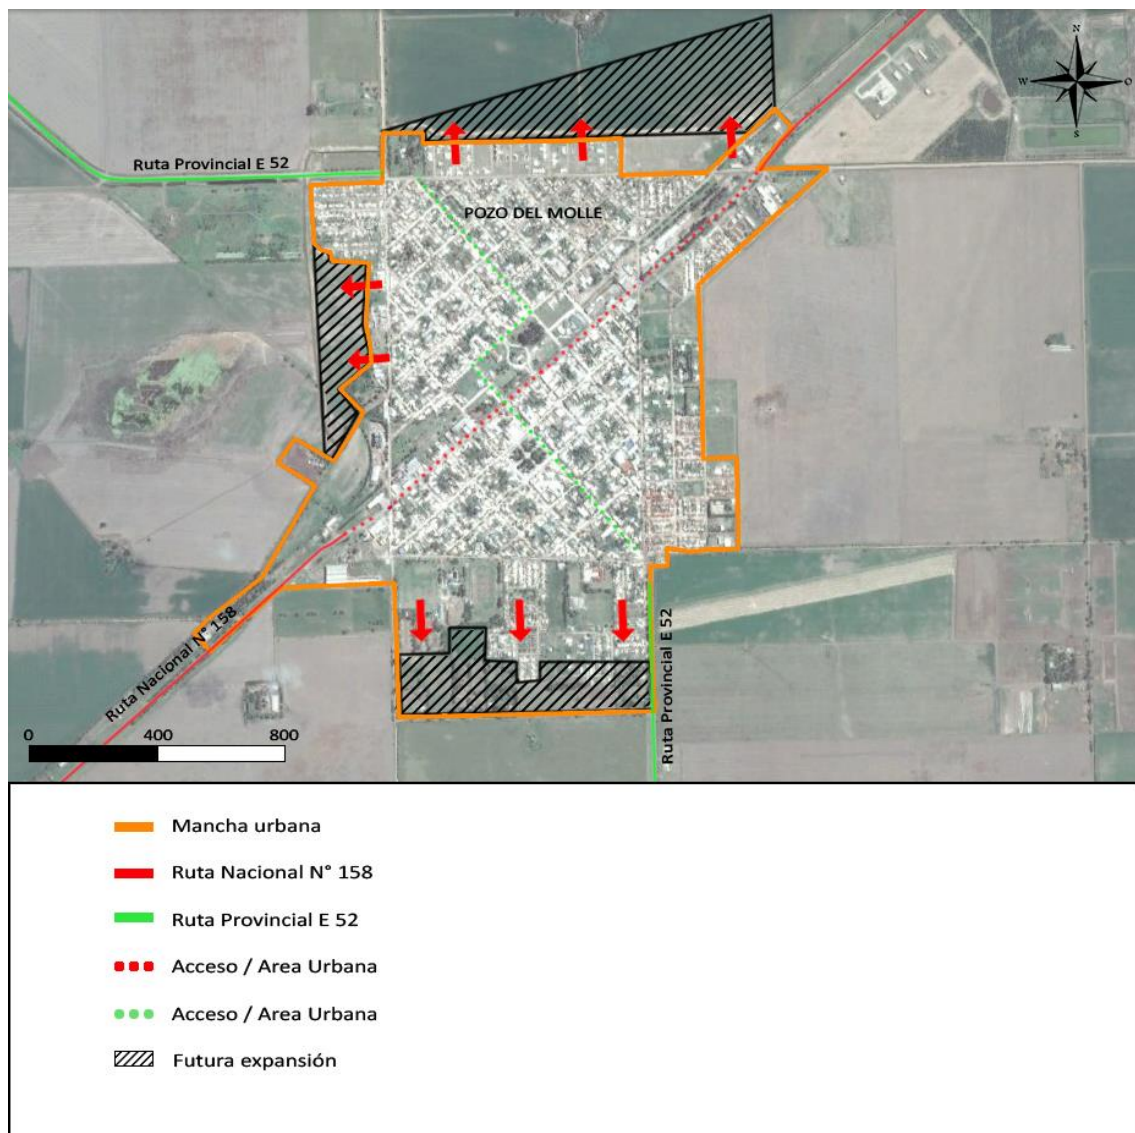 N
W
O
S
Ruta Provincial E 52
POZO DEL MOLLE
Ruta Nacional N° 158
Ruta Provincial E 52
0 400 800
Mancha urbana
Ruta Nacional N° 158
Ruta Provincial E 52
Acceso / Area Urbana
Acceso / Area Urbana
Futura expansión